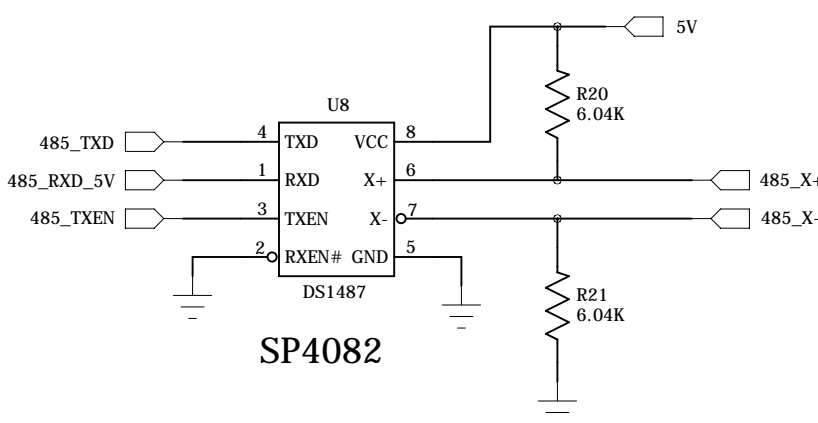 5V
R20
6.04K
U8
485_TXD 4 TXD VCC 8
485_RXD_5V 1 RXD X+ 6 485_X+
485_TXEN 3 TXEN X- 7 485_X-
2 RXEN# GND 5
DS1487
R21
6.04K
SP4082